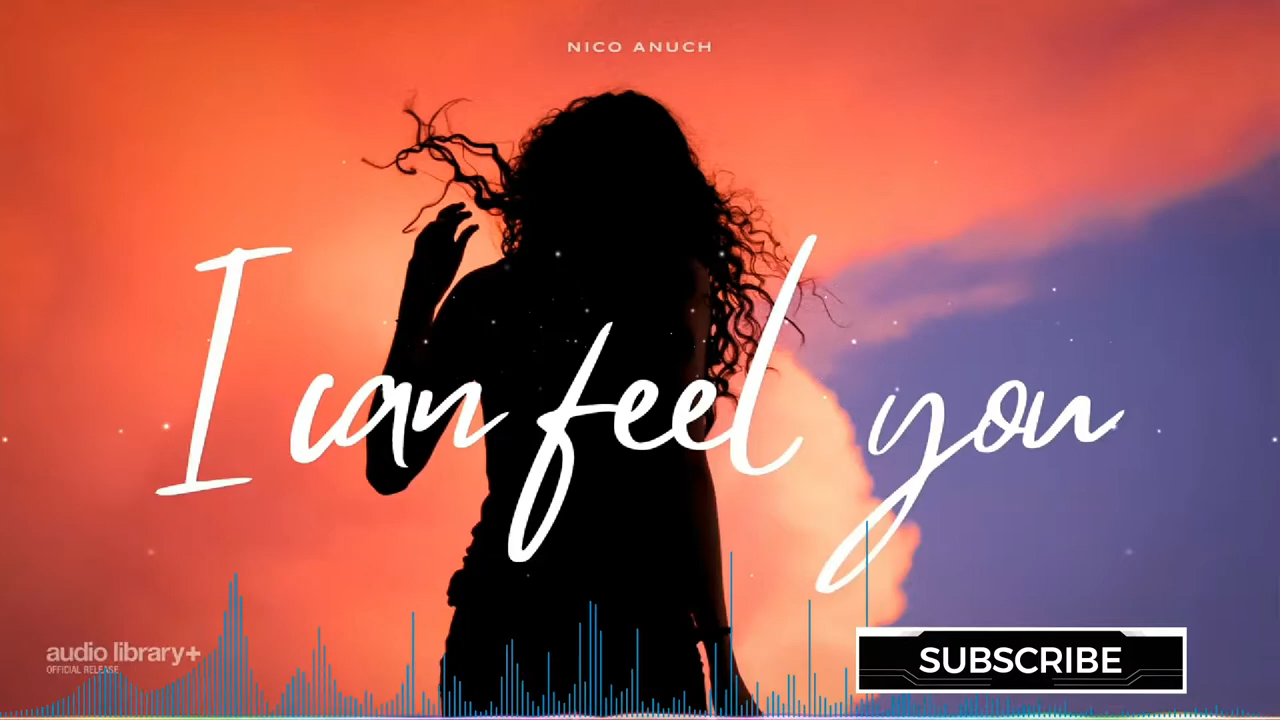 NICO ANUCH
I can feel you
audio library+
OFFICIAL RELEASE
SUBSCRIBE